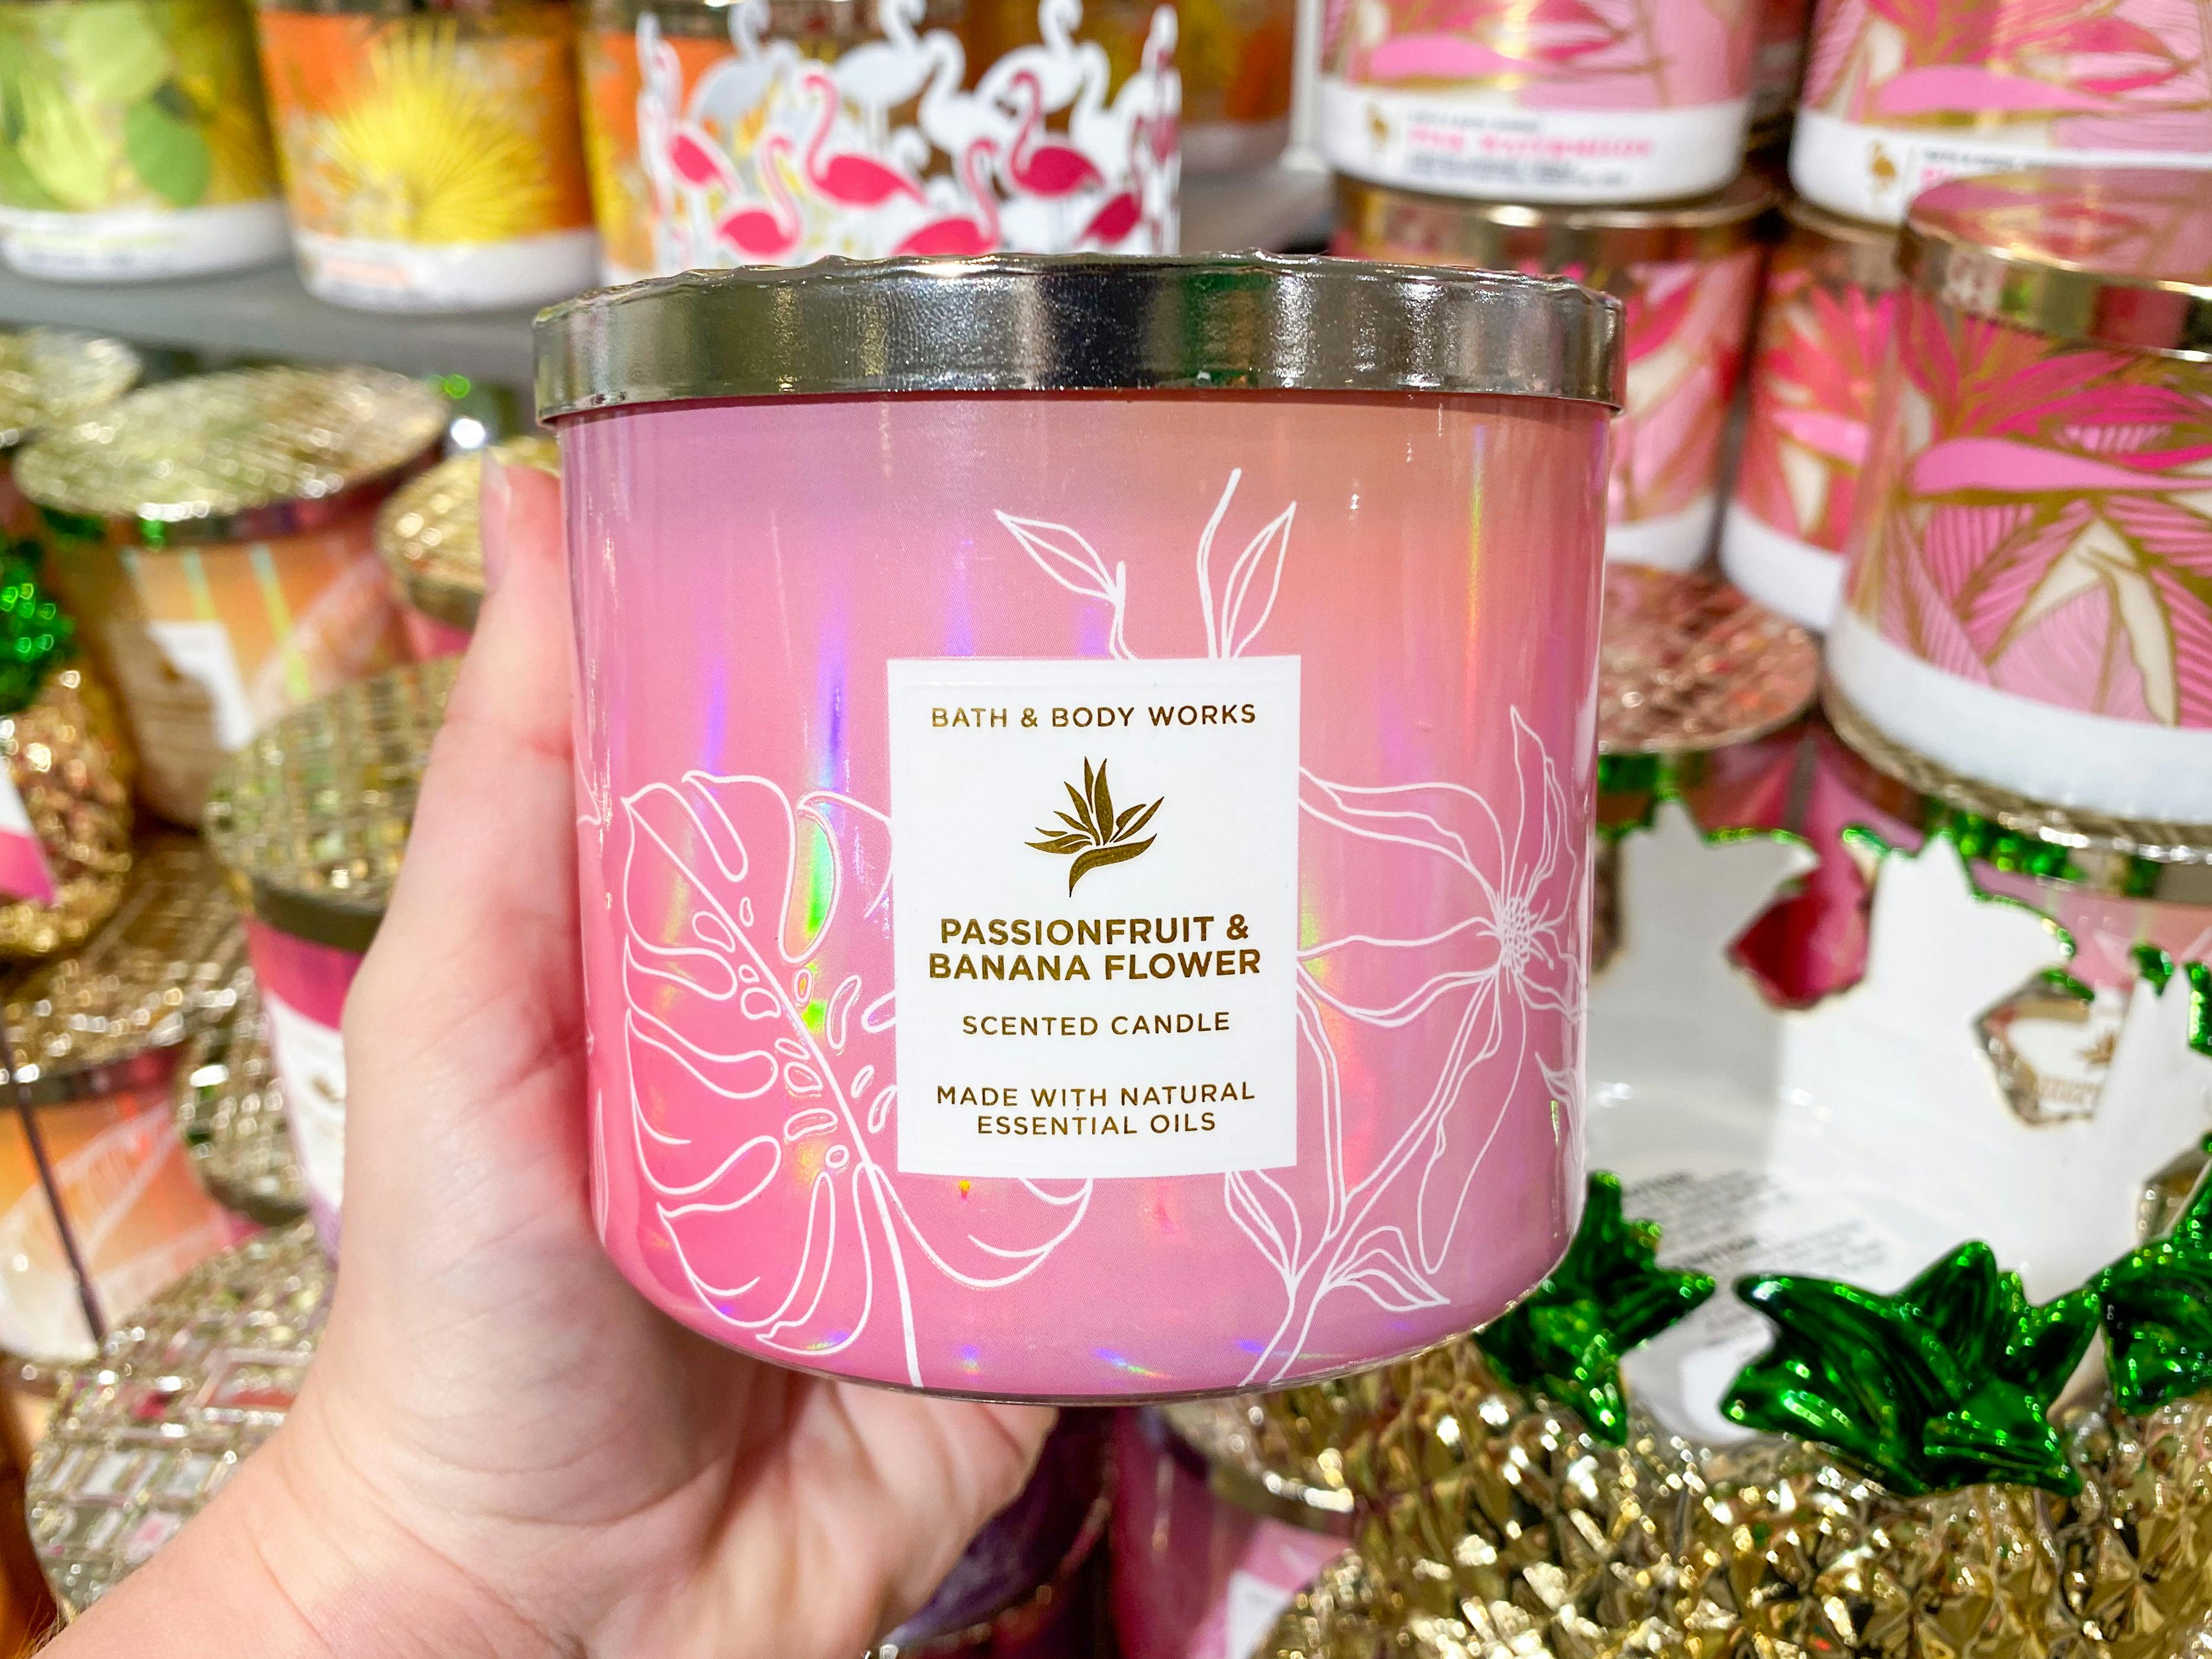 BATH & BODY WORKS
PASSIONFRUIT &
BANANA FLOWER
SCENTED CANDLE
MADE WITH NATURAL
ESSENTIAL OILS